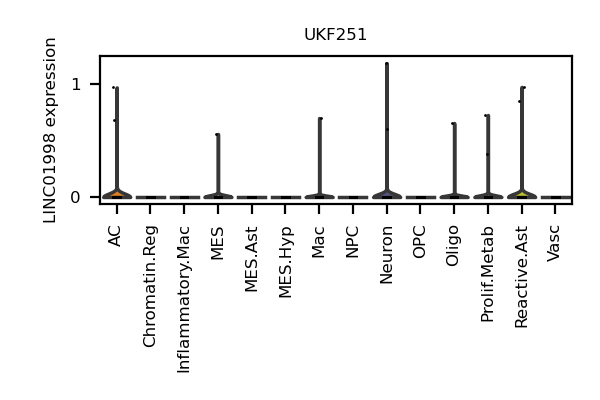 UKF251
LINC01998 expression
1
0
AC
Chromatin.Reg
Inflammatory.Mac
MES
MES.Ast
MES.Hyp
Mac
NPC
Neuron
OPC
Oligo
Prolif.Metab
Reactive.Ast
Vasc